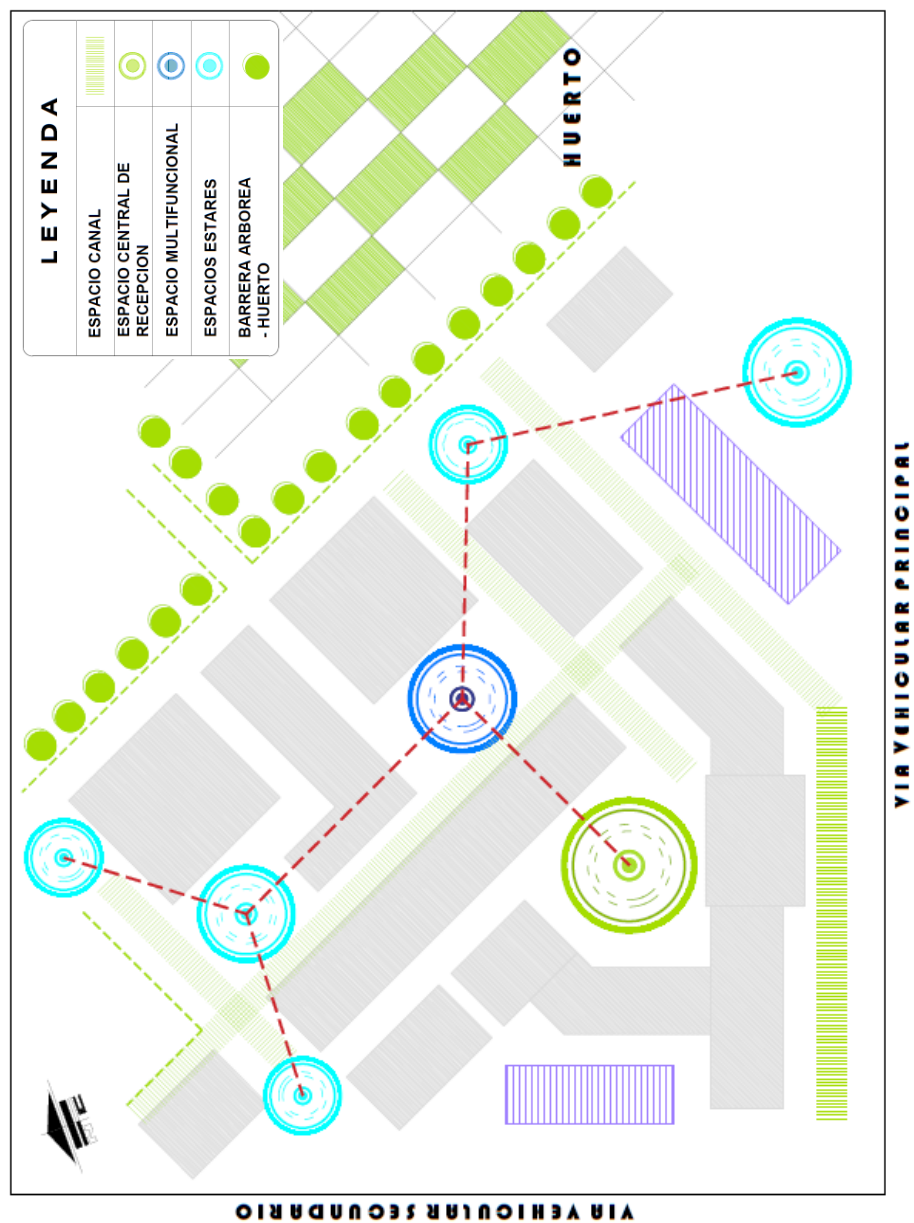 LEYENDA
ESPACIO CANAL
ESPACIO CENTRAL DE
RECEPCION
ESPACIO MULTIFUNCIONAL
ESPACIOS ESTARES
BARRERA ARBOREA
- HUERTO
HUERTO
VIA VEHICULAR PRINCIPAL
VIA VEHICULAR SECUNDARIO